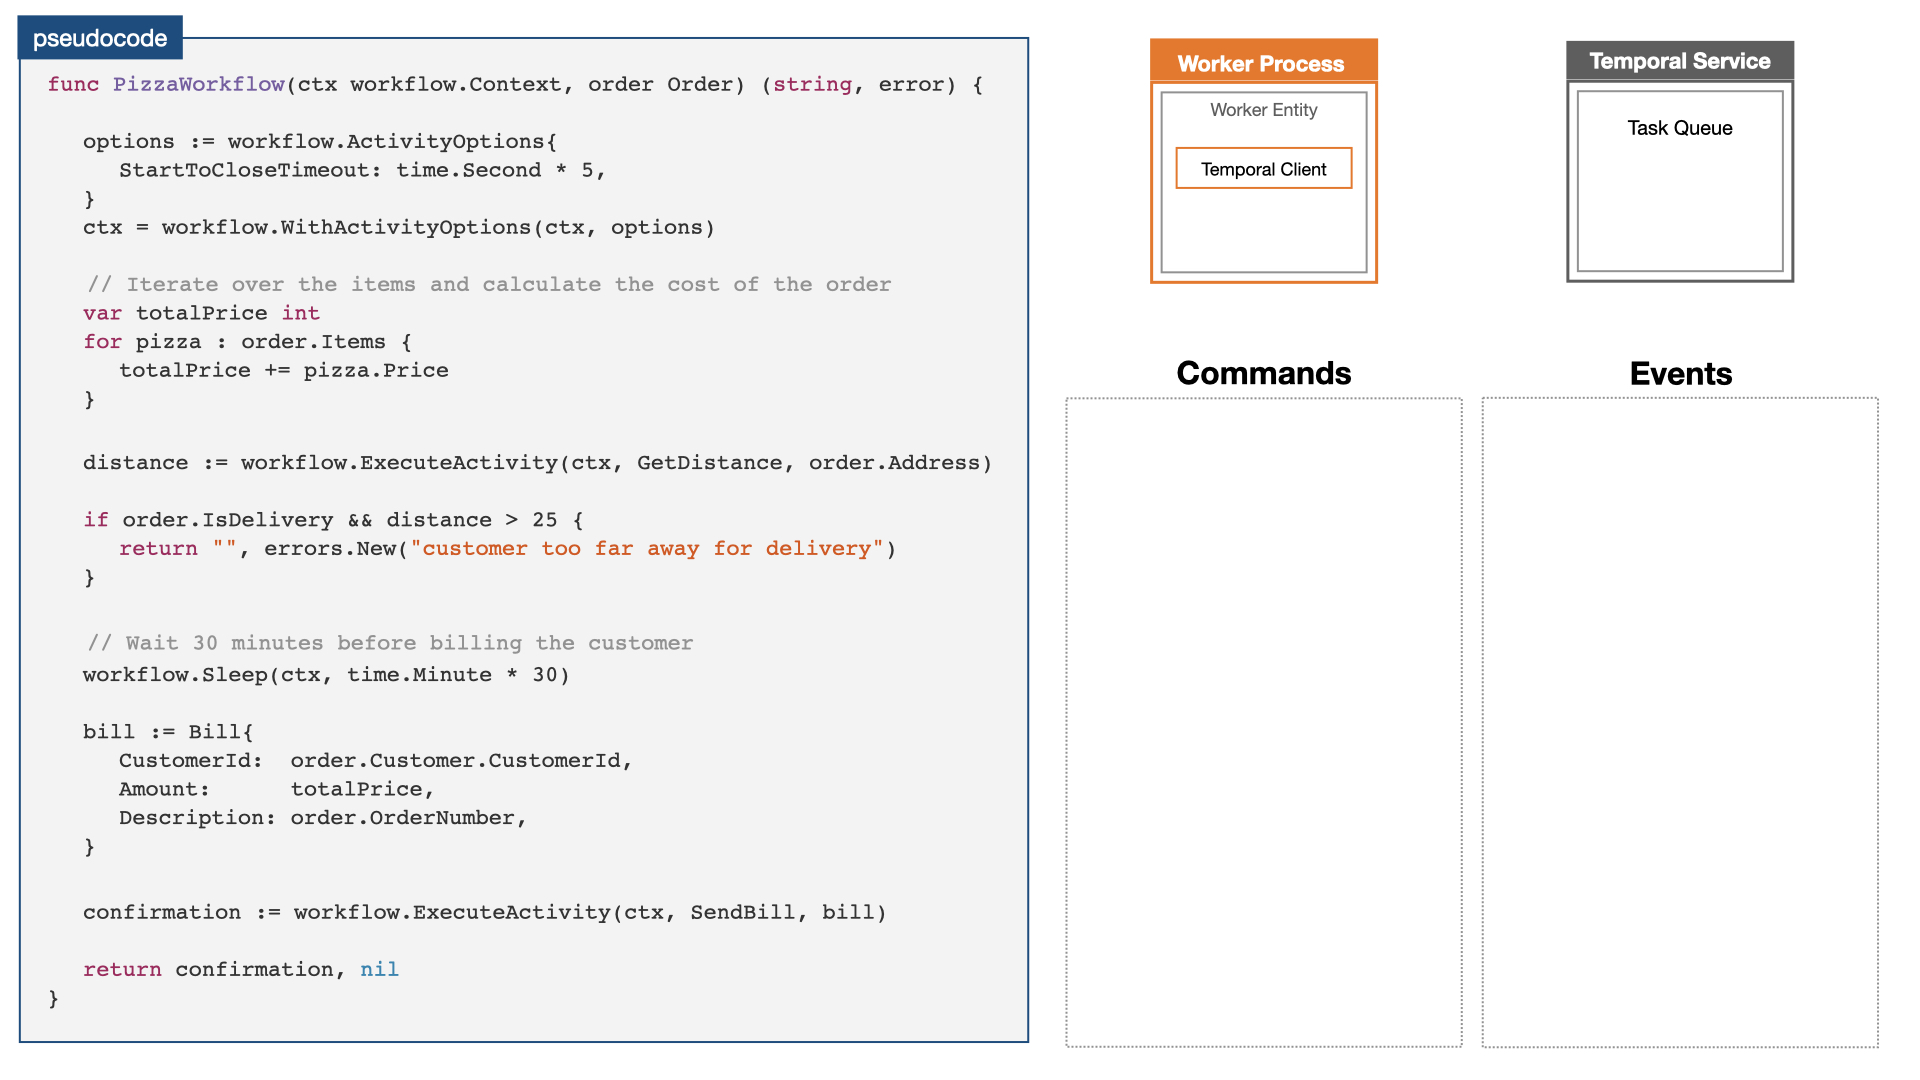 pseudocode
func PizzaWorkflow(ctx workflow.Context, order Order) (string, error) {
options := workflow.ActivityOptions{
StartToCloseTimeout: time.Second * 5,
}
ctx = workflow.WithActivityOptions(ctx, options)
// Iterate over the items and calculate the cost of the order
var totalPrice int
for pizza : order.Items {
totalPrice += pizza.Price
}
distance := workflow.ExecuteActivity(ctx, GetDistance, order.Address)
if order.IsDelivery && distance > 25 {
return "", errors.New("customer too far away for delivery")
}
// Wait 30 minutes before billing the customer
workflow.Sleep(ctx, time.Minute * 30)
bill := Bill{
CustomerId: order.Customer.CustomerId,
Amount: totalPrice,
Description: order.OrderNumber,
}
confirmation := workflow.ExecuteActivity(ctx, SendBill, bill)
return confirmation, nil
}
Worker Process
Worker Entity
Temporal Client
Temporal Service
Task Queue
Commands
Events